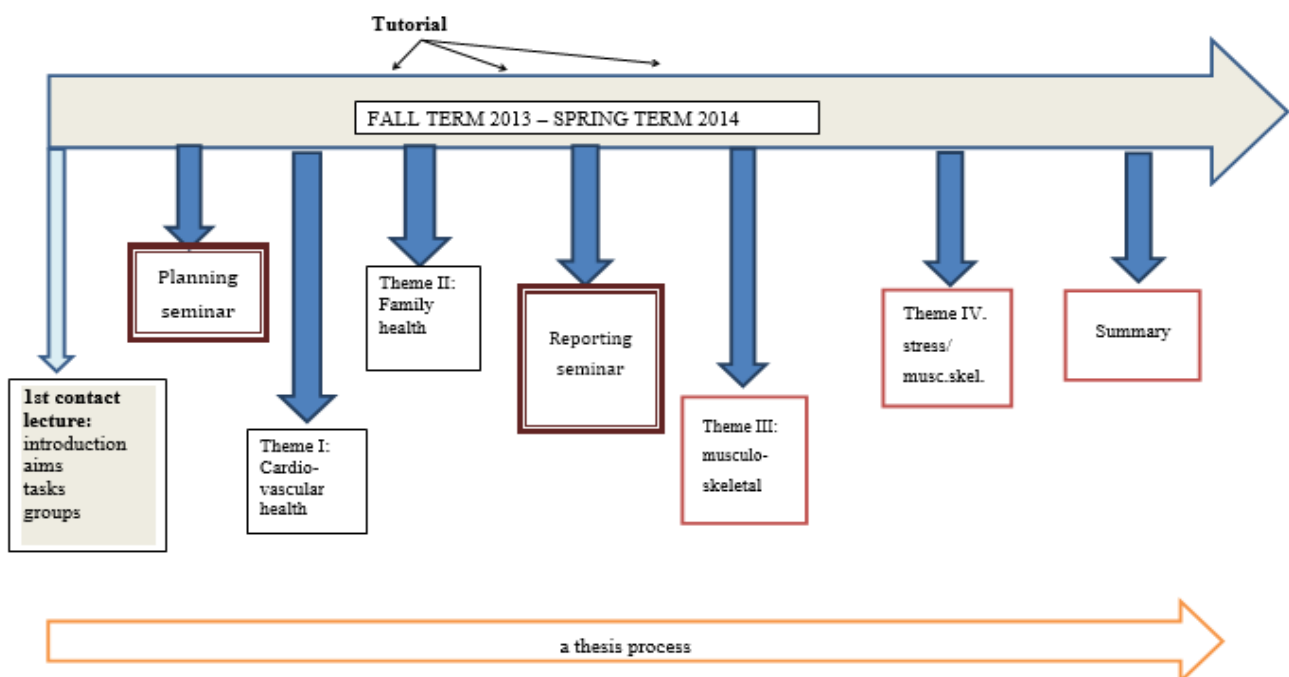 Tutorial
FALL TERM 2013 – SPRING TERM 2014
Planning
seminar
Theme II:
Family
health
Reporting
seminar
Theme IV.
stress/
musc.skel.
Summary
1st contact
lecture:
introduction
aims
tasks
groups
Theme I:
Cardio-
vascular
health
Theme III:
musculo-
skeletal
a thesis process